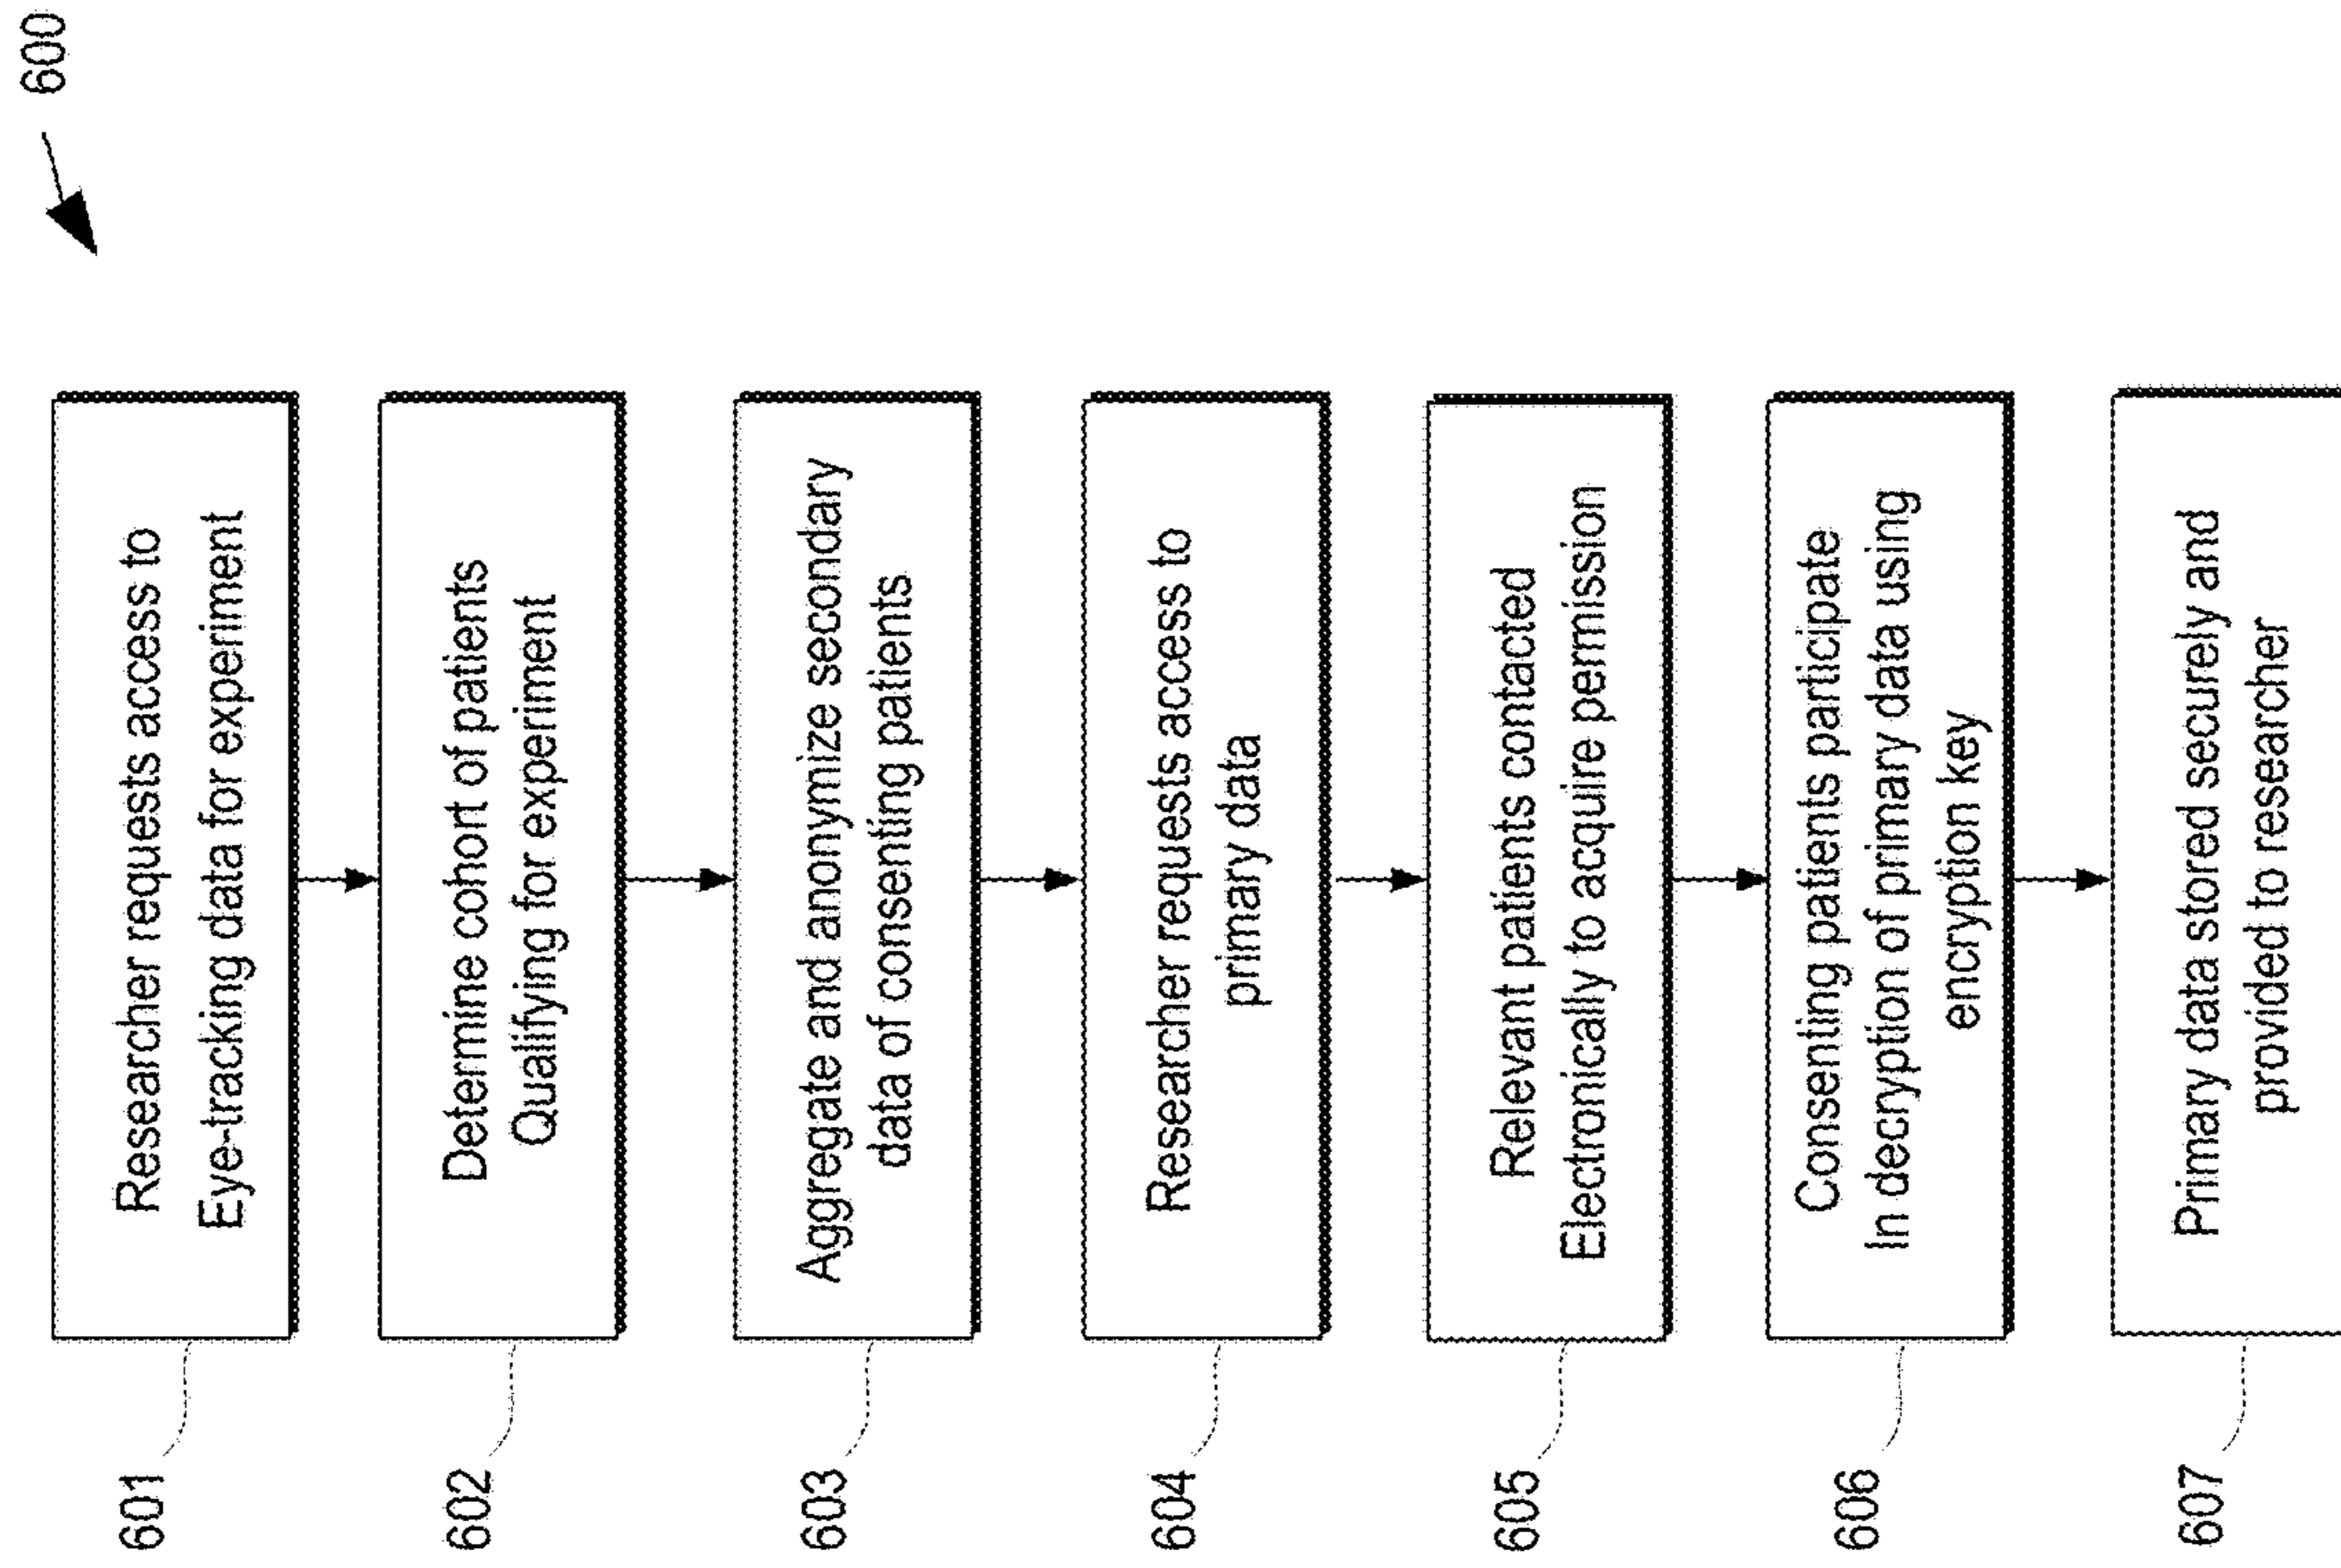 600
601
Researcher requests access to
Eye-tracking data for experiment
602
Determine cohort of patients
Qualifying for experiment
603
Aggregate and anonymize secondary
data of consenting patients
604
Researcher requests access to
primary data
605
Relevant patients contacted
Electronically to acquire permission
606
Consenting patients participate
In decryption of primary data using
encryption key
607
Primary data stored securely and
provided to researcher